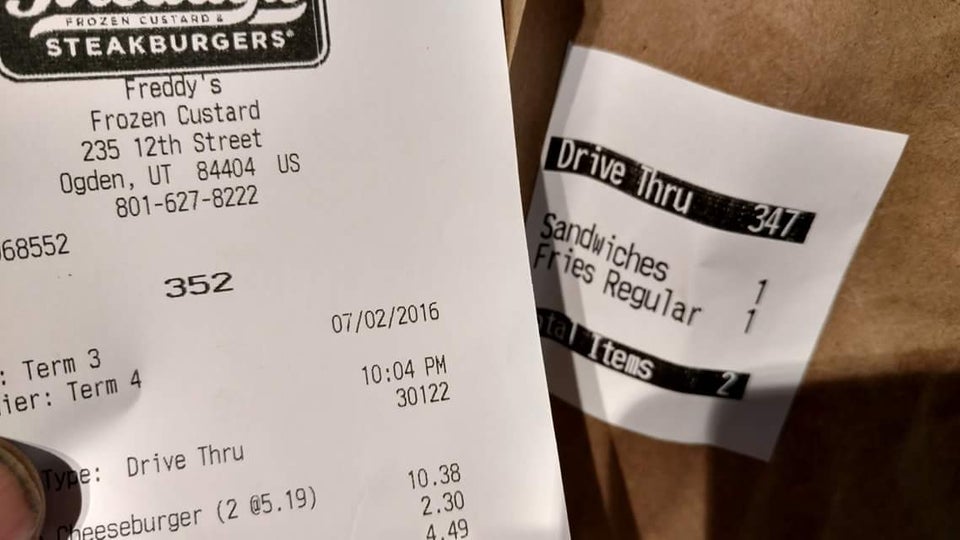 FROZEN CUSTARD &
STEAKBURGERS®
Freddy's
Frozen Custard
235 12th Street
Ogden, UT 84404 US
801-627-8222
68552
352
07/02/2016
: Term 3 10:04 PM
ier: Term 4 30122
Type: Drive Thru
10.38
Cheeseburger (2 @5.19) 2.30
4.49
Drive Thru 347
Sandwiches 1
Fries Regular 1
tal Items 2